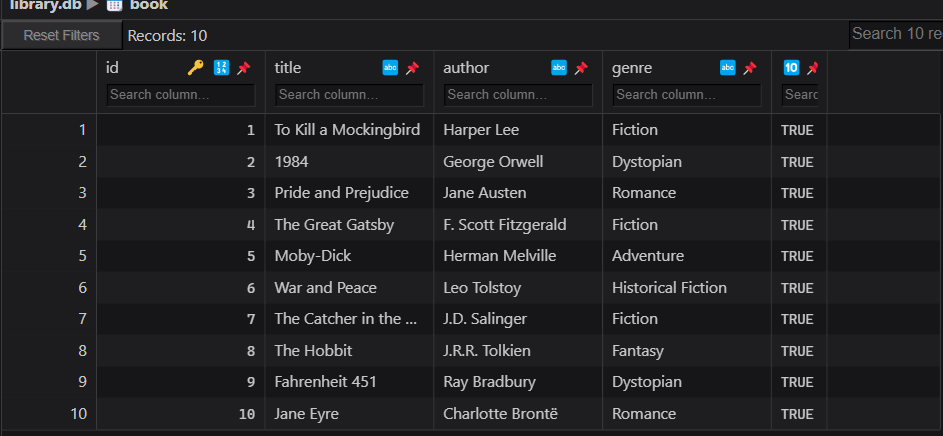 library.db ▶ book
Reset Filters Records: 10 Search 10 re
id title author genre
Search column... Search column... Search column... Search column... Searc
1 1 To Kill a Mockingbird Harper Lee Fiction TRUE
2 2 1984 George Orwell Dystopian TRUE
3 3 Pride and Prejudice Jane Austen Romance TRUE
4 4 The Great Gatsby F. Scott Fitzgerald Fiction TRUE
5 5 Moby-Dick Herman Melville Adventure TRUE
6 6 War and Peace Leo Tolstoy Historical Fiction TRUE
7 7 The Catcher in the ... J.D. Salinger Fiction TRUE
8 8 The Hobbit J.R.R. Tolkien Fantasy TRUE
9 9 Fahrenheit 451 Ray Bradbury Dystopian TRUE
10 10 Jane Eyre Charlotte Brontë Romance TRUE